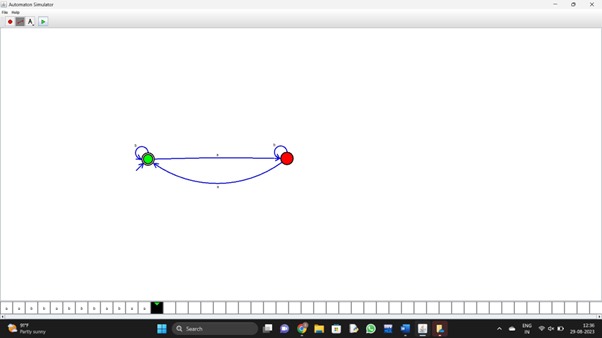 Automaton Simulator
File Help
A
b
a
b
a
Search
91°F
Partly sunny
ENG
IN
12:36
29-08-2023